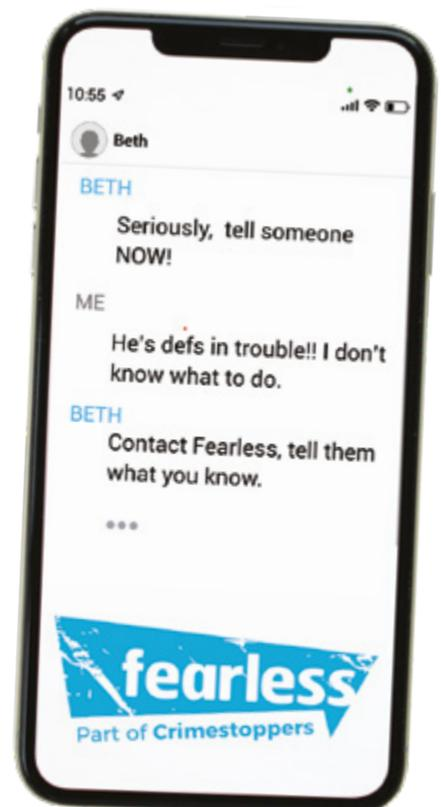 10:55
Beth
BETH
Seriously, tell someone
NOW!
ME
He's defs in trouble!! I don't
know what to do.
BETH
Contact Fearless, tell them
what you know.
fearless
Part of Crimestoppers